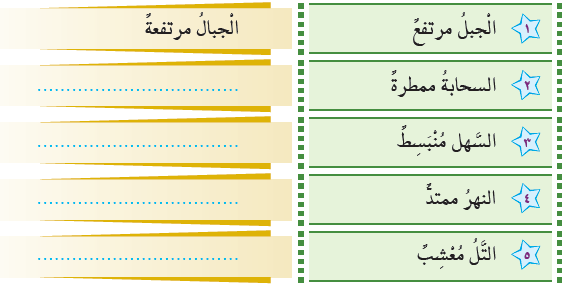 ١ الْجبلُ مرتفعٌ
الْجبالُ مرتفعةٌ
٢ السحابةُ ممطرةٌ
................................
٣ السَّهل مُنْبَسِطٌ
................................
٤ النهرُ ممتدٌّ
................................
٥ التَّلُ مُعْشِبٌ
................................